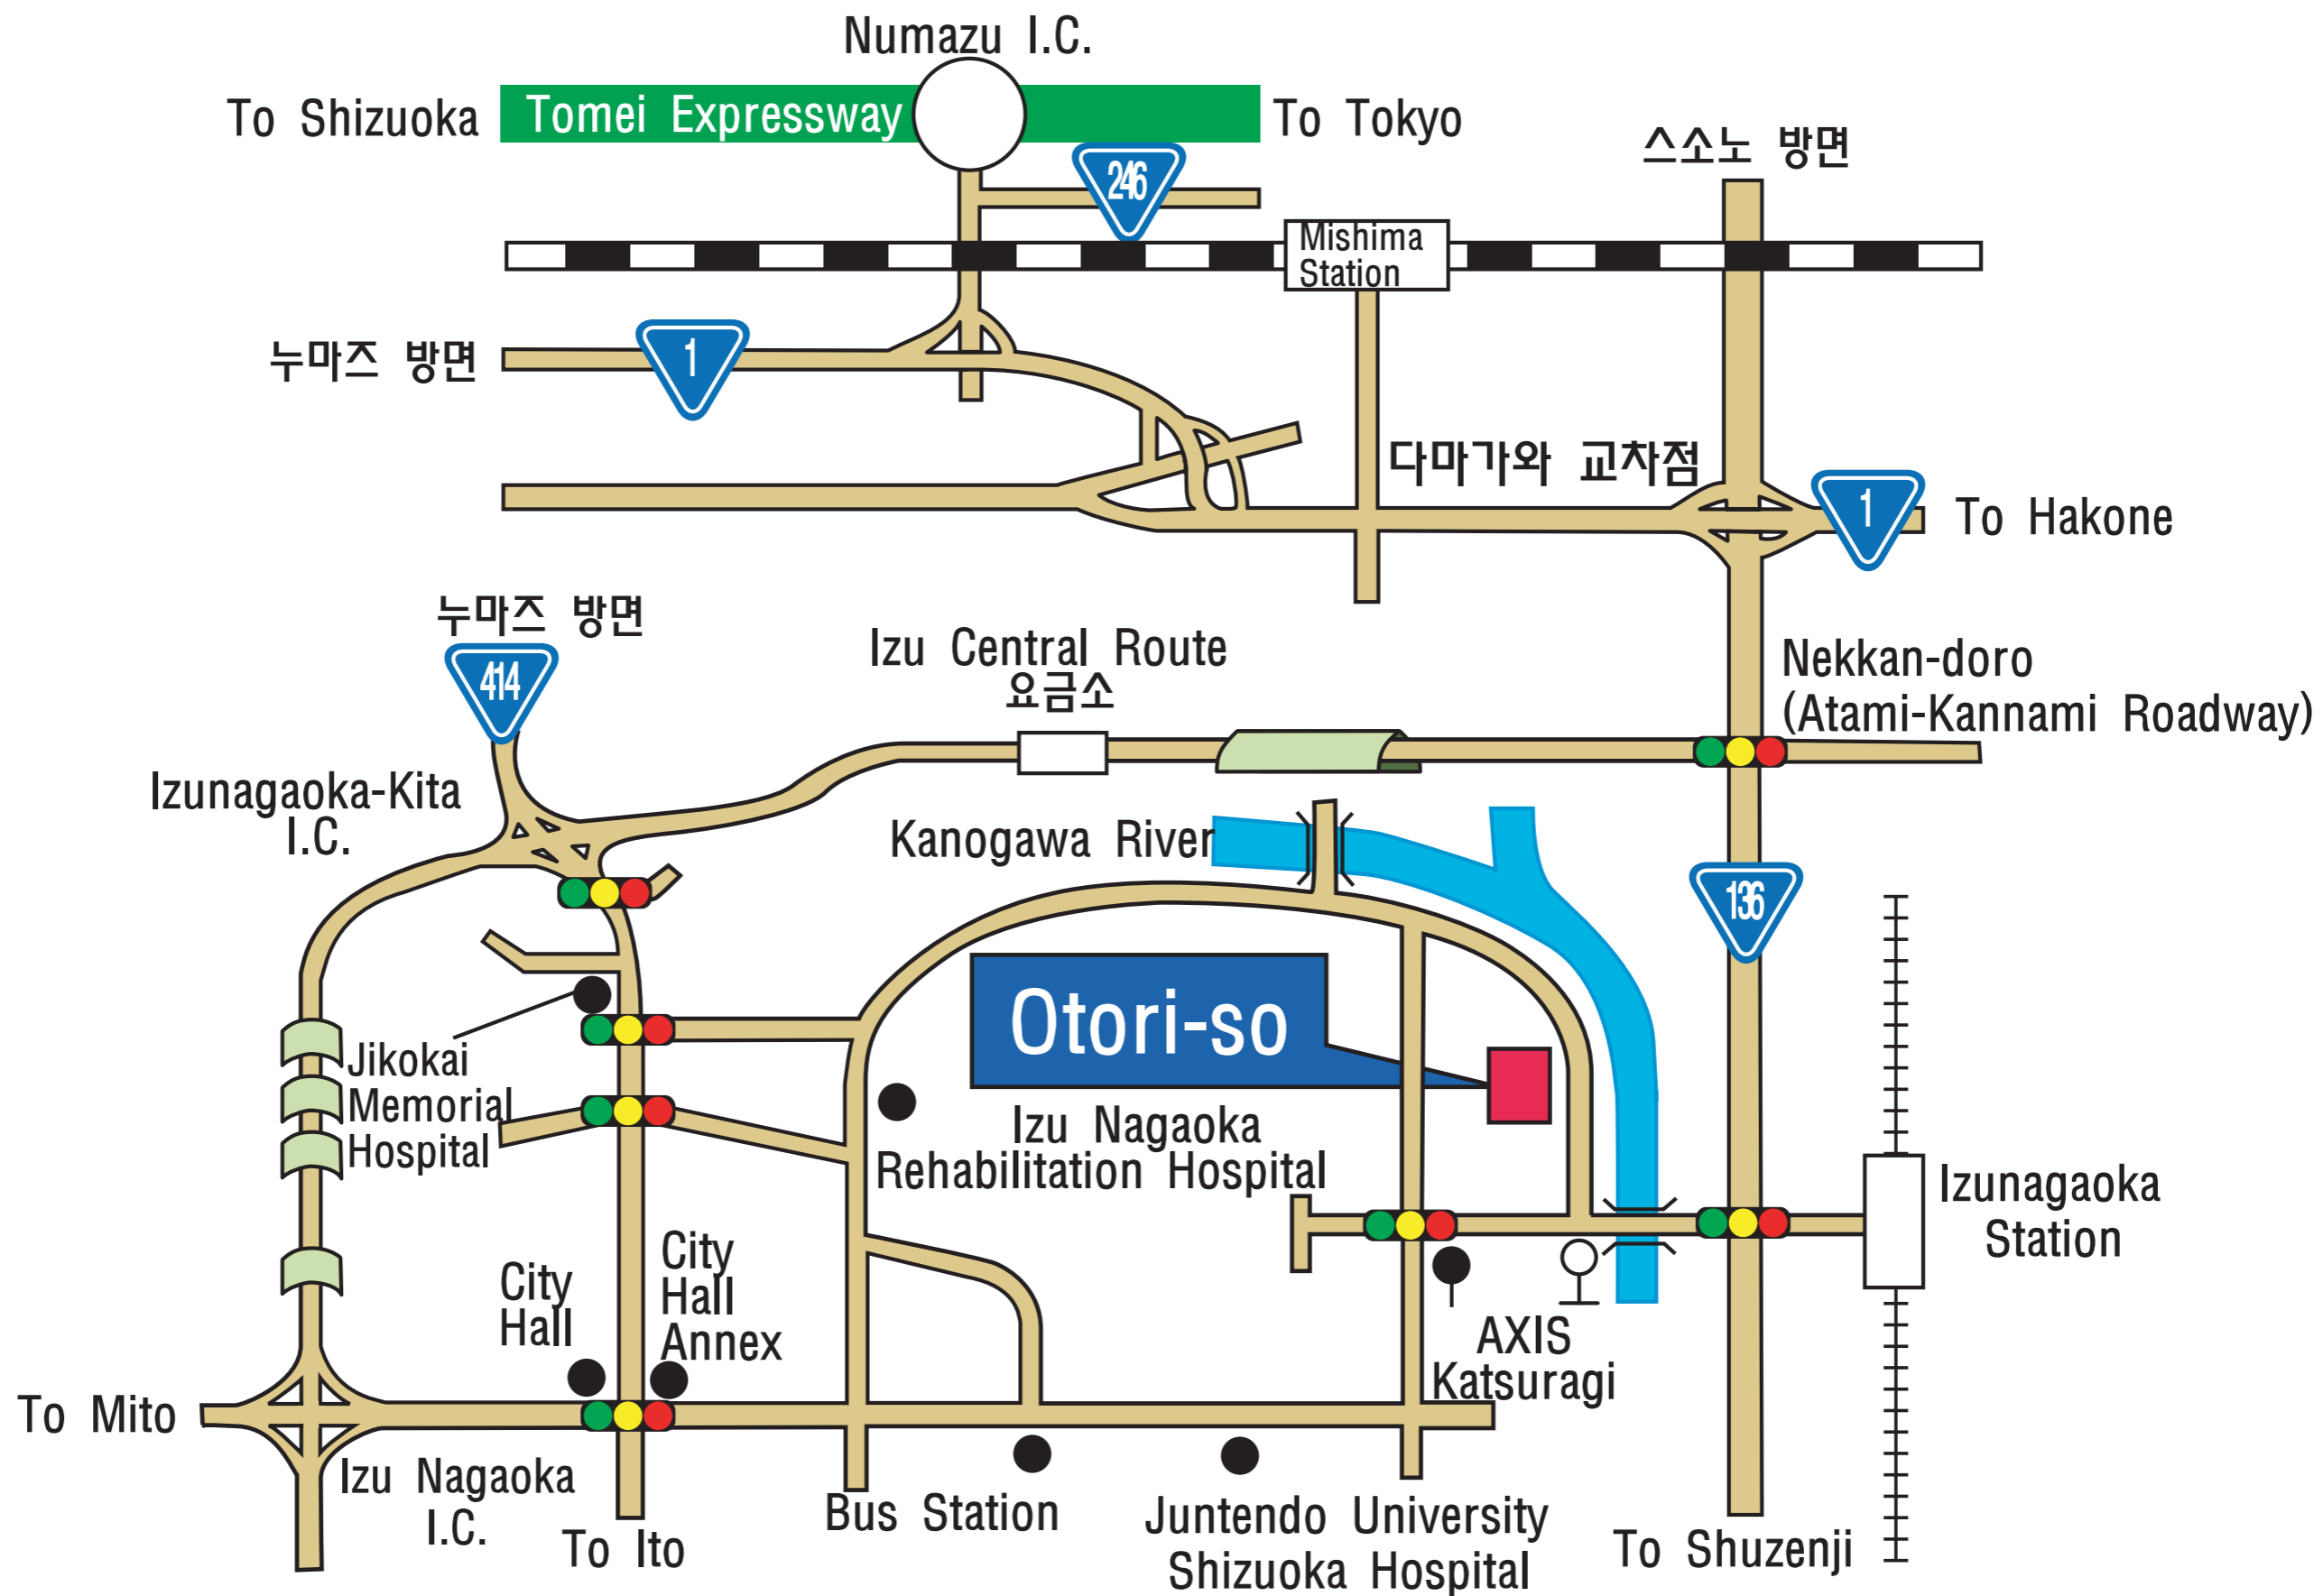 Numazu I.C.
To Shizuoka
Tomei Expressway
To Tokyo
스소노 방면
246
Mishima
Station
누마즈 방면
1
다마가와 교차점
1
To Hakone
누마즈 방면
414
Izu Central Route
요금소
Nekkan-doro
(Atami-Kannami Roadway)
Izunagaoka-Kita
I.C.
Kanogawa River
136
Otori-so
Jikokai
Memorial
Hospital
Izu Nagaoka
Rehabilitation Hospital
Izunagaoka
Station
City
Hall
City
Hall
Annex
AXIS
Katsuragi
To Mito
Izu Nagaoka
I.C.
To Ito
Bus Station
Juntendo University
Shizuoka Hospital
To Shuzenji